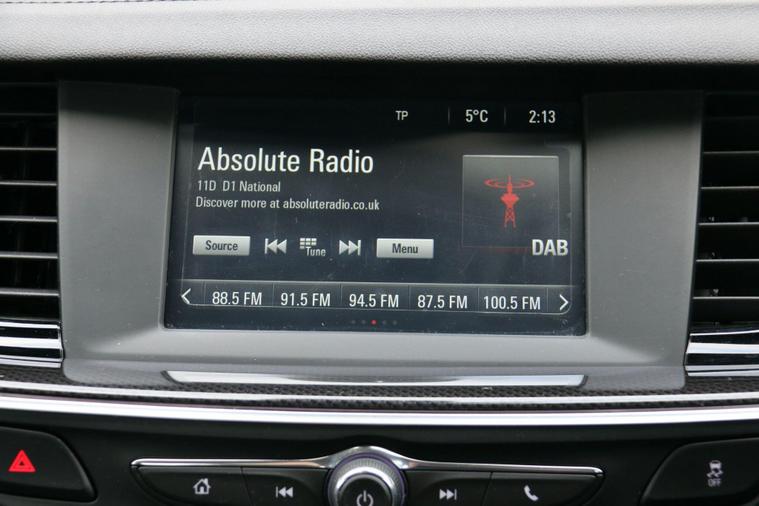 TP 5°C 2:13
Absolute Radio
11D D1 National
Discover more at absoluteradio.co.uk
DAB
Source Tune Menu
88.5 FM 91.5 FM 94.5 FM 87.5 FM 100.5 FM
OFF